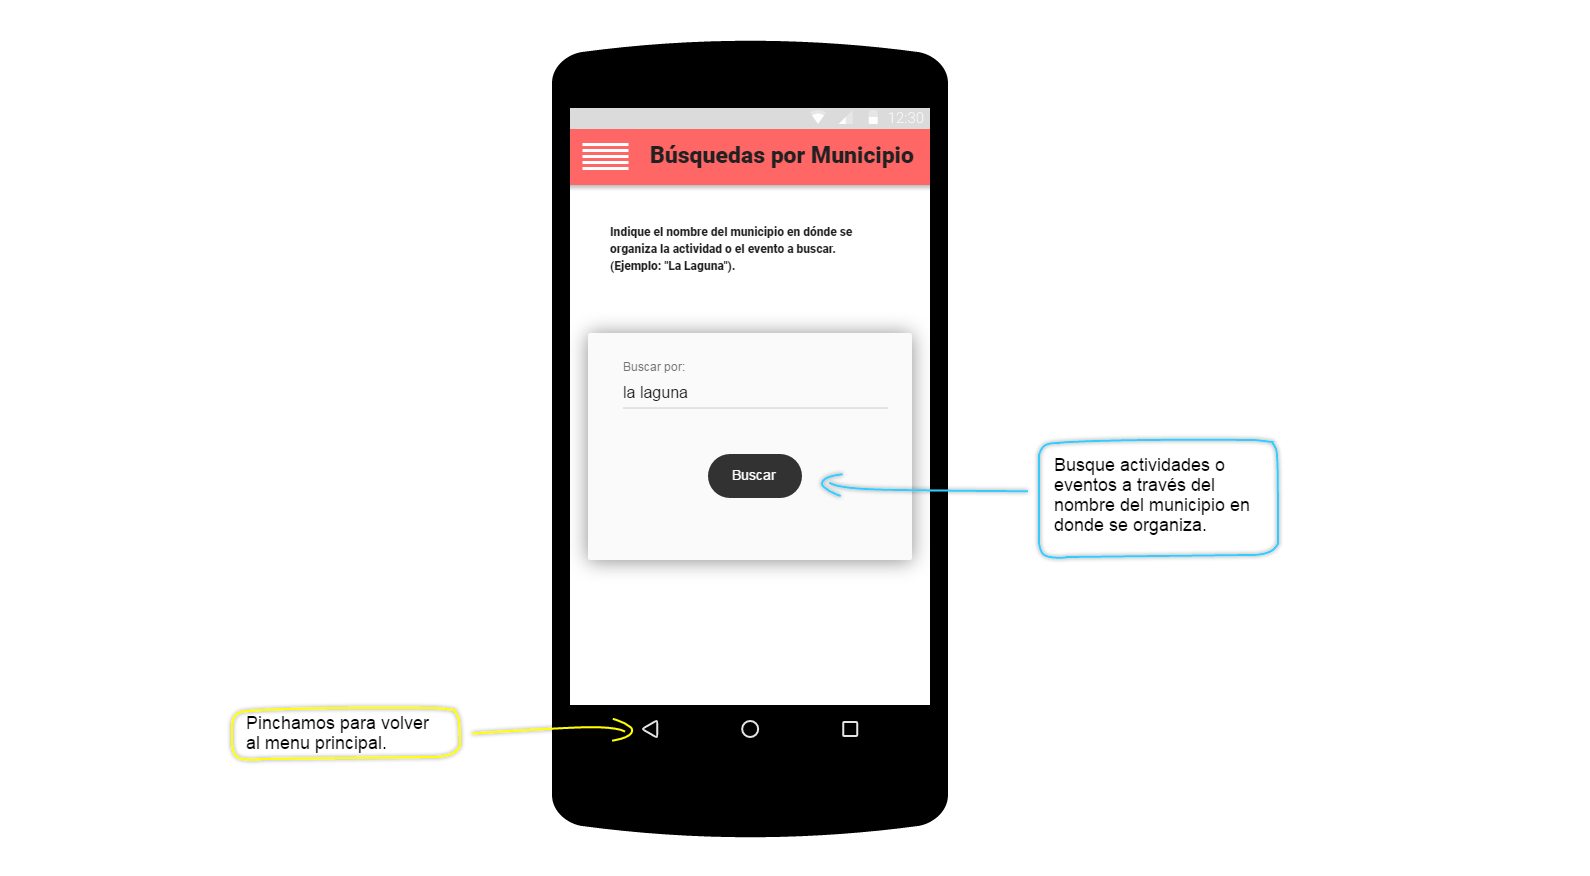 12:30
Búsquedas por Municipio
Indique el nombre del municipio en dónde se
organiza la actividad o el evento a buscar.
(Ejemplo: "La Laguna").
Buscar por:
la laguna
Buscar
Busque actividades o
eventos a través del
nombre del municipio en
donde se organiza.
Pinchamos para volver
al menu principal.